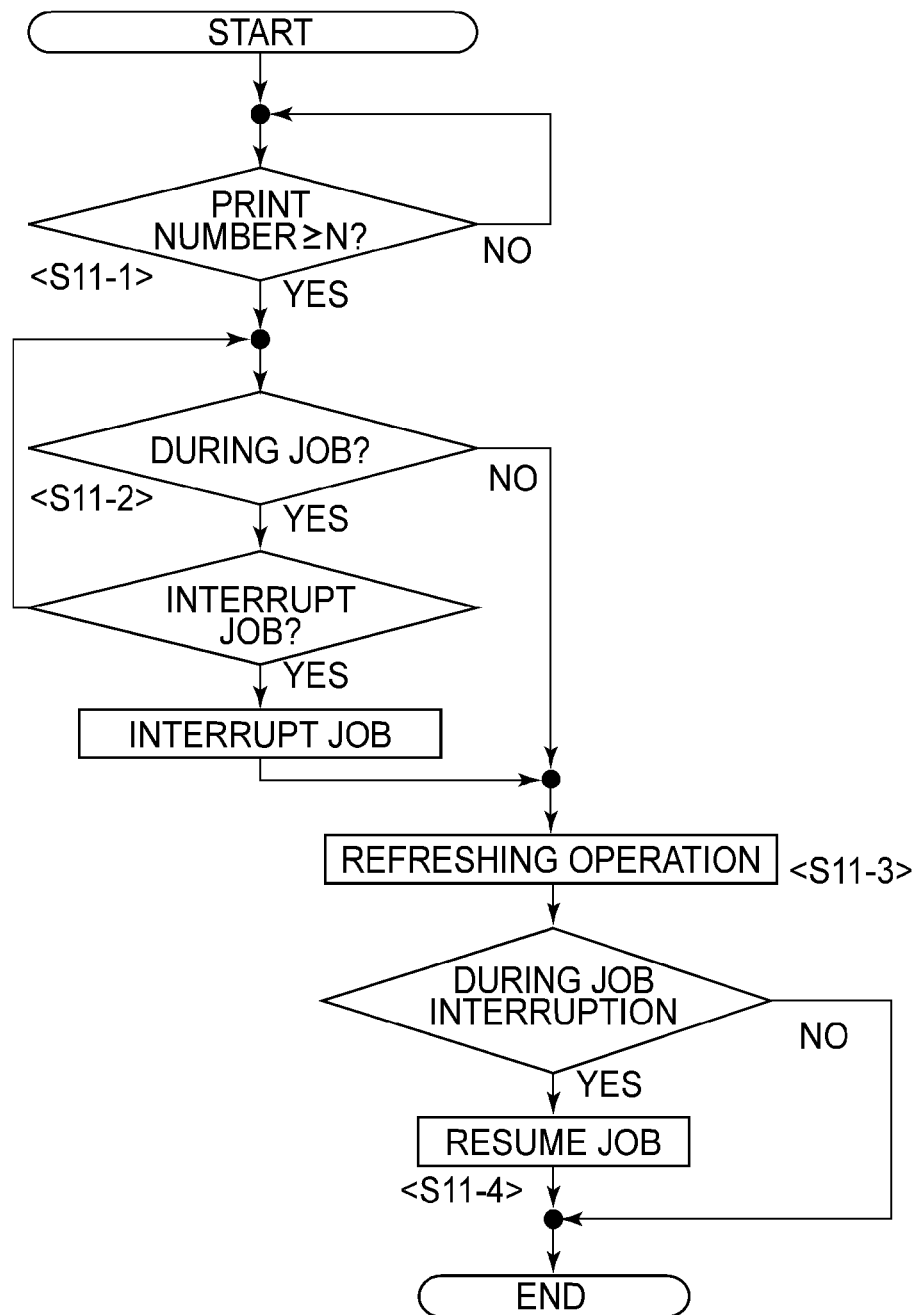 START
PRINT
NUMBER≥N?
NO
<S11-1>
YES
DURING JOB?
NO
<S11-2>
YES
INTERRUPT
JOB?
YES
INTERRUPT JOB
REFRESHING OPERATION
<S11-3>
DURING JOB
INTERRUPTION
NO
YES
RESUME JOB
<S11-4>
END